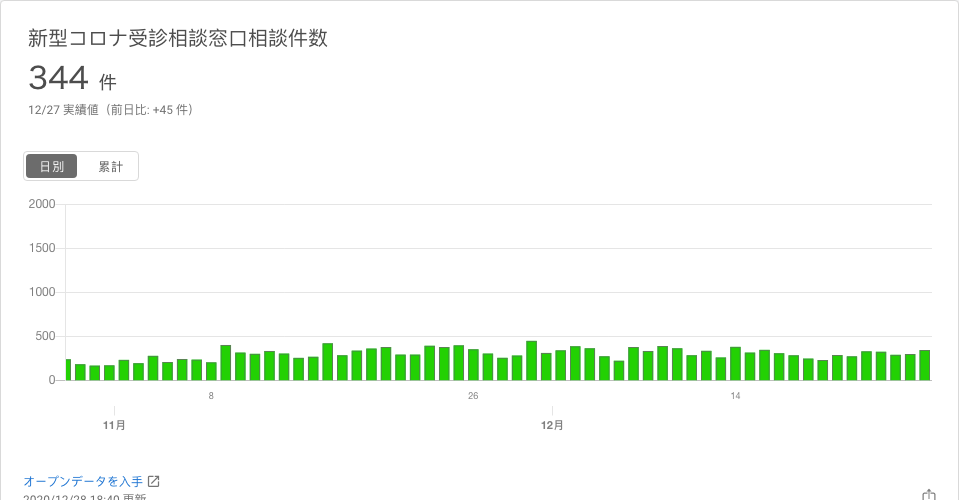 新型コロナ受診相談窓口相談件数
344 件
12/27 実績値（前日比: +45 件）
日別 累計
2000
1500
1000
500
0
8 26 14
11月 12月
オープンデータを入手
2020/12/28 18:40 更新